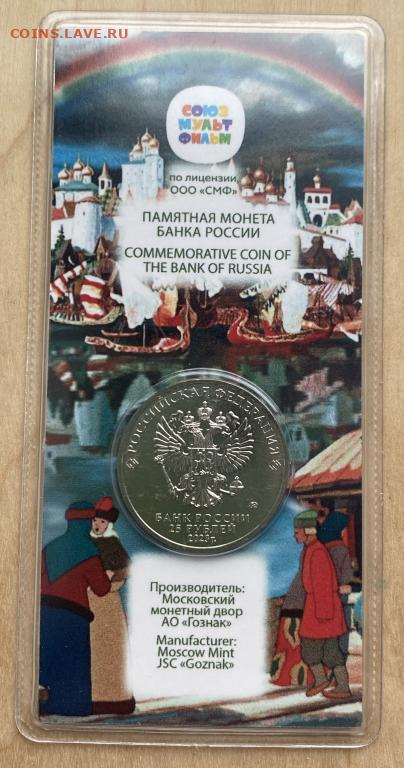 COINS.LAVE.RU
СОЮЗ
МУЛЬТ
ФИЛЬМ
по лицензии
ООО «СМФ»
ПАМЯТНАЯ МОНЕТА
БАНКА РОССИИ
COMMEMORATIVE COIN OF
THE BANK OF RUSSIA
РОССИЙСКАЯ ФЕДЕРАЦИЯ
БАНК РОССИИ
25 РУБЛЕЙ
2023г.
Производитель:
Московский
монетный двор
АО «Гознак»
Manufacturer:
Moscow Mint
JSC «Goznak»